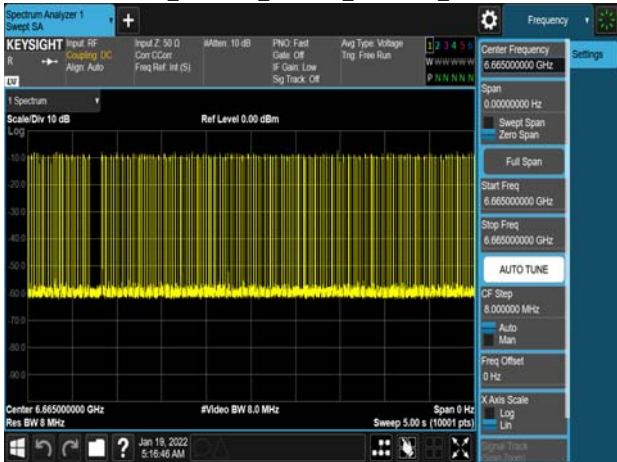 Spectrum Analyzer 1
Swept SA
Frequency
KEYSIGHT
R
LXI
Input: RF
Coupling: DC
Align: Auto
Input Z: 50 Ω
Corr CCorr
Freq Ref: Int (S)
#Atten: 10 dB
PNO: Fast
Gate: Off
IF Gain: Low
Sig Track: Off
Avg Type: Voltage
Trig: Free Run
1 2 3 4 5 6
W W W W W W
P N N N N N
Center Frequency
6.665000000 GHz
Settings
Span
0.00000000 Hz
Swept Span
Zero Span
Full Span
Start Freq
6.665000000 GHz
Stop Freq
6.665000000 GHz
AUTO TUNE
CF Step
8.000000 MHz
Auto
Man
Freq Offset
0 Hz
X Axis Scale
Log
Lin
Signal Track
(Span Zoom)
1 Spectrum
Scale/Div 10 dB
Ref Level 0.00 dBm
Log
-10.0
-20.0
-30.0
-40.0
-50.0
-60.0
-70.0
-80.0
-90.0
Center 6.665000000 GHz
#Video BW 8.0 MHz
Span 0 Hz
Res BW 8 MHz
Sweep 5.00 s (10001 pts)
?
Jan 19, 2022
5:16:46 AM